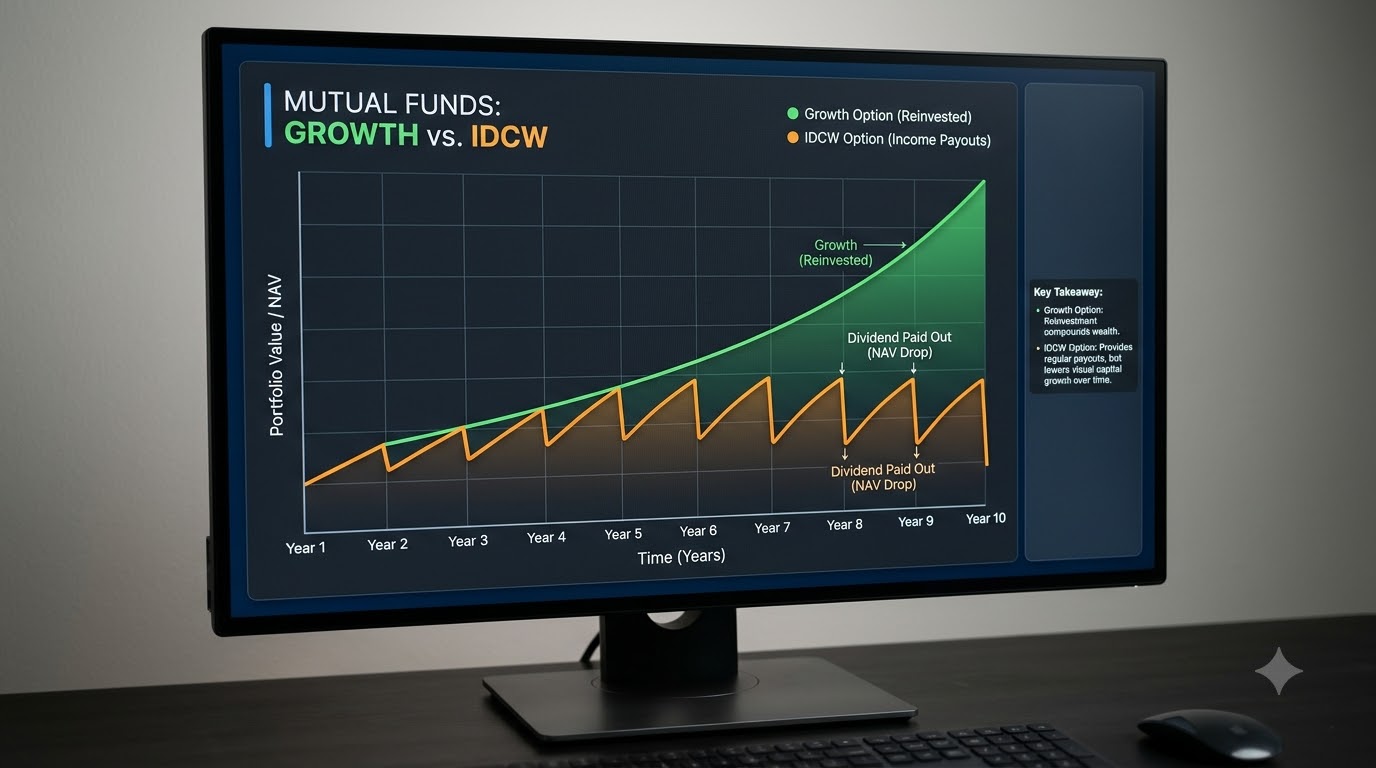 MUTUAL FUNDS:
GROWTH vs. IDCW
Growth Option (Reinvested)
IDCW Option (Income Payouts)
Portfolio Value / NAV
Growth
(Reinvested)
Dividend Paid Out
(NAV Drop)
Dividend Paid Out
(NAV Drop)
Year 1
Year 2
Year 3
Year 4
Year 5
Year 6
Year 7
Year 8
Year 9
Year 10
Time (Years)
Key Takeaway:
• Growth Option:
Reinvestment
compounds wealth.
• IDCW Option: Provides
regular payouts, bot
lewers visual capttal
growth over time.